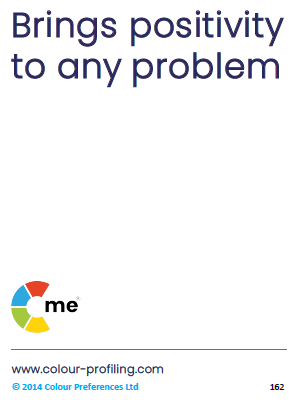 Brings positivity
to any problem
me
www.colour-profiling.com
© 2014 Colour Preferences Ltd 162